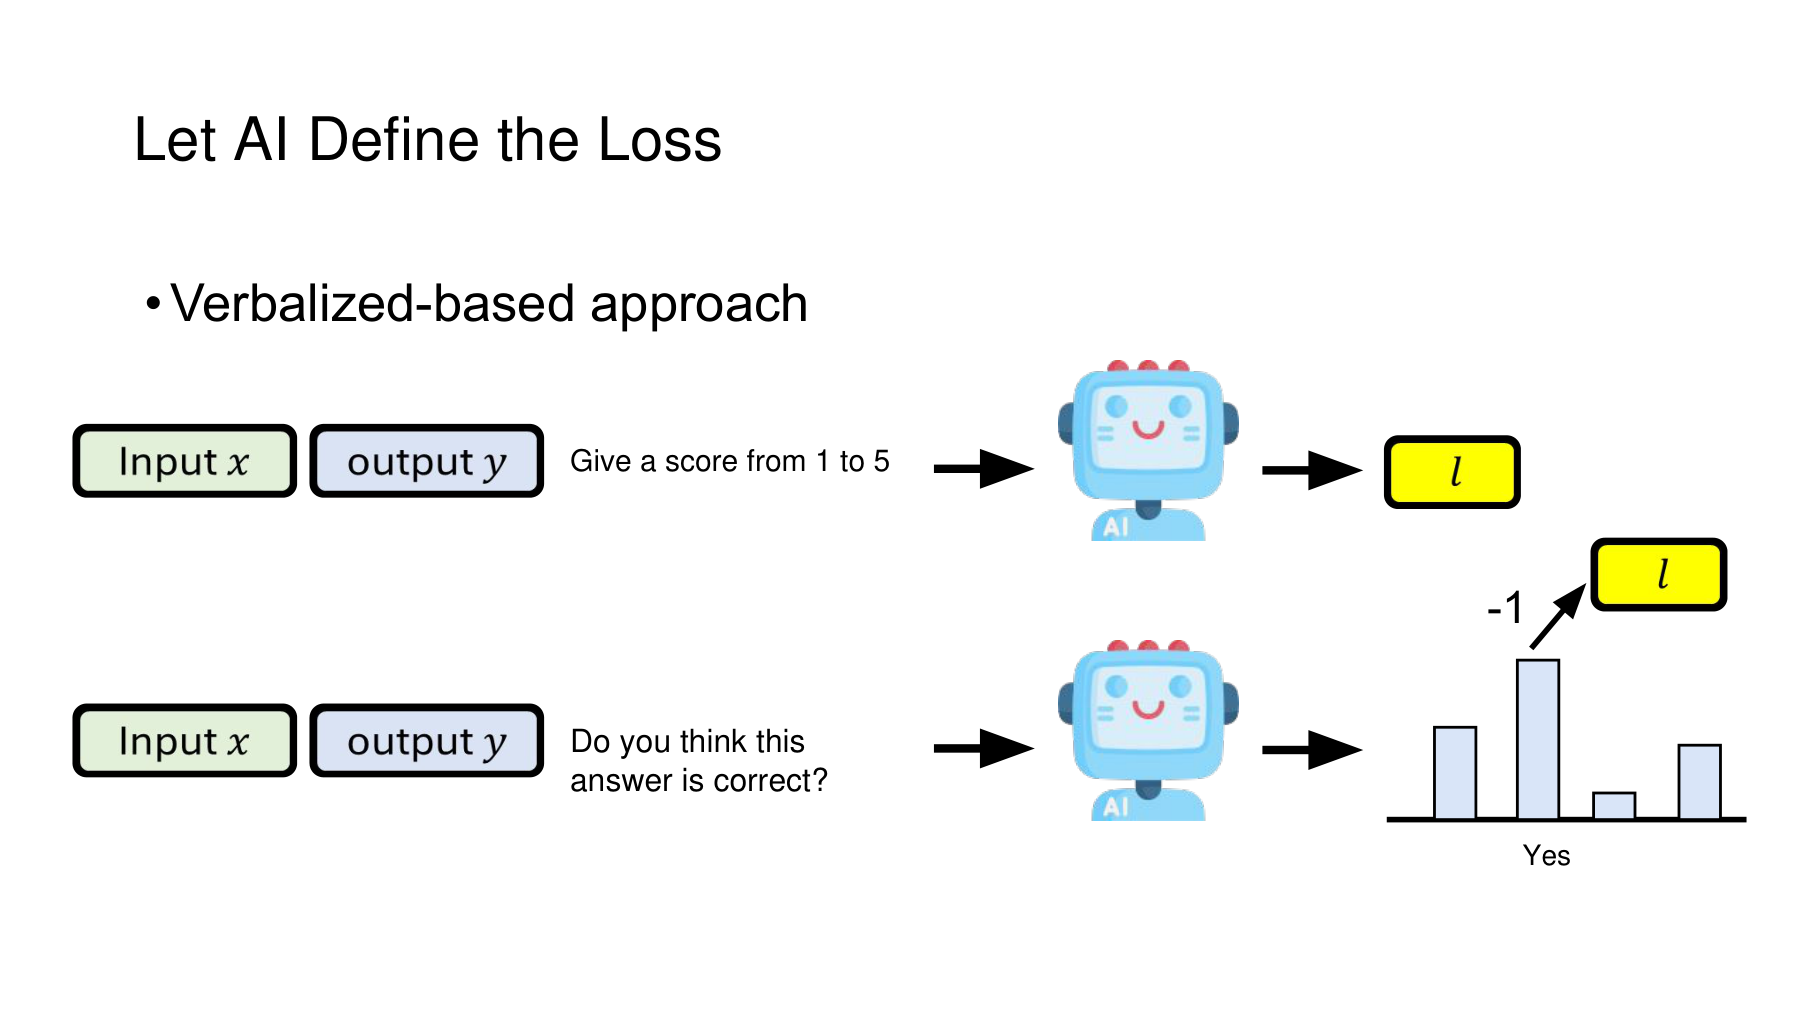 Let AI Define the Loss
• Verbalized-based approach
Input x output y Give a score from 1 to 5
AI
l
l
-1
Input x output y Do you think this
answer is correct?
AI
Yes